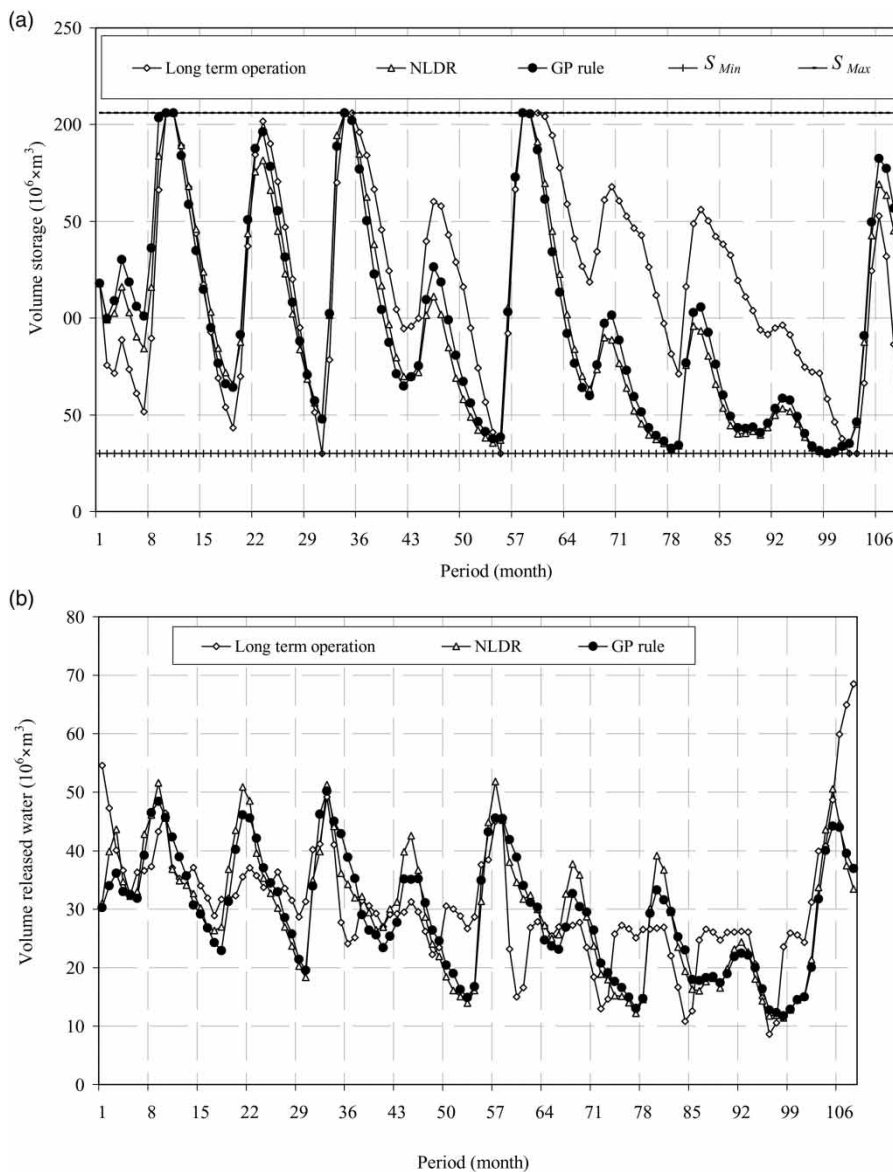 (a)
250
Long term operation NLDR GP rule S Min S Max
200
50
00
50
0
Volume storage (10⁶×m³)
1 8 15 22 29 36 43 50 57 64 71 78 85 92 99 106
Period (month)
(b)
80
Long term operation NLDR GP rule
70
60
50
40
30
20
10
0
Volume released water (10⁶×m³)
1 8 15 22 29 36 43 50 57 64 71 78 85 92 99 106
Period (month)